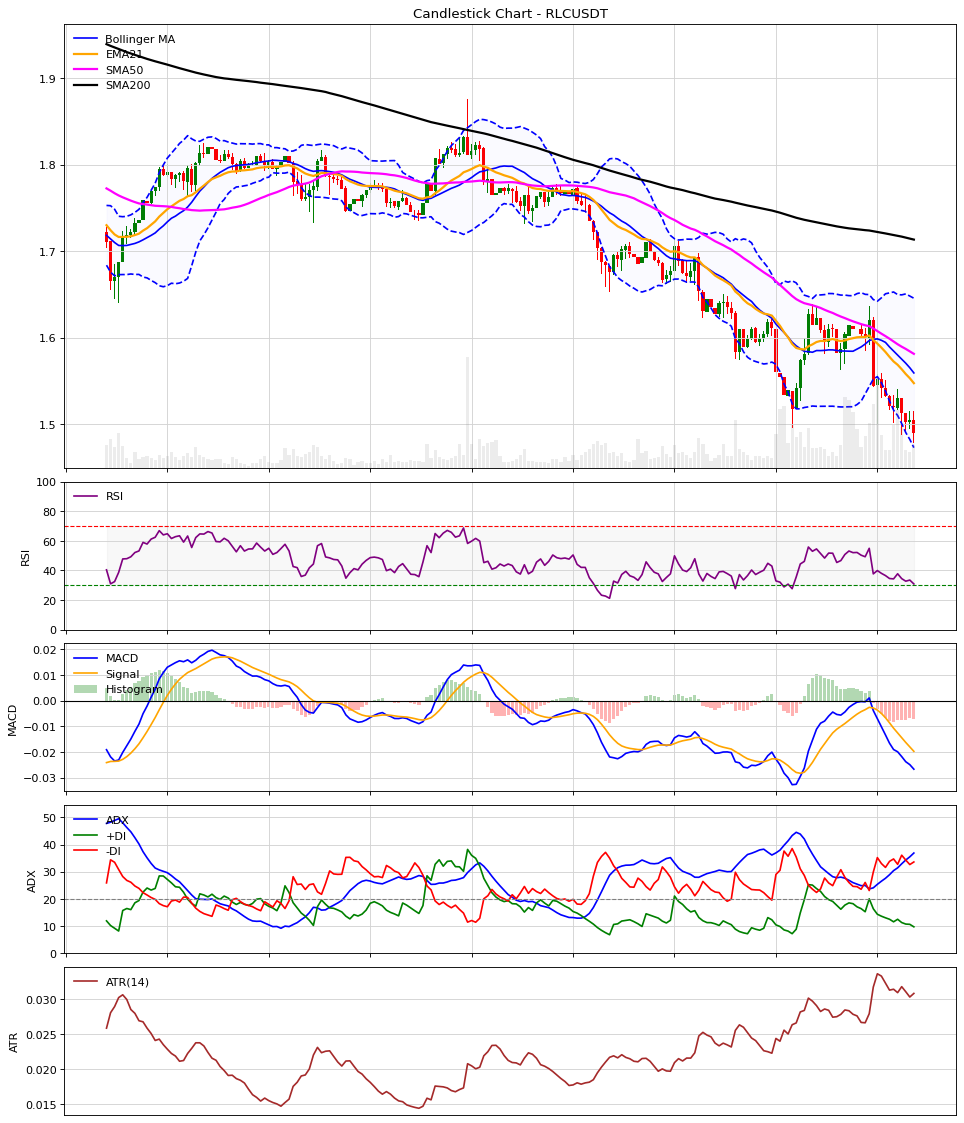 Candlestick Chart - RLCUSDT
Bollinger MA
EMA21
SMA50
SMA200
1.9
1.8
1.7
1.6
1.5
RSI
100
80
60
40
20
0
RSI
MACD
Signal
Histogram
0.02
0.01
0.00
−0.01
−0.02
−0.03
MACD
ADX
+DI
-DI
50
40
30
20
10
0
ADX
ATR(14)
0.030
0.025
0.020
0.015
ATR